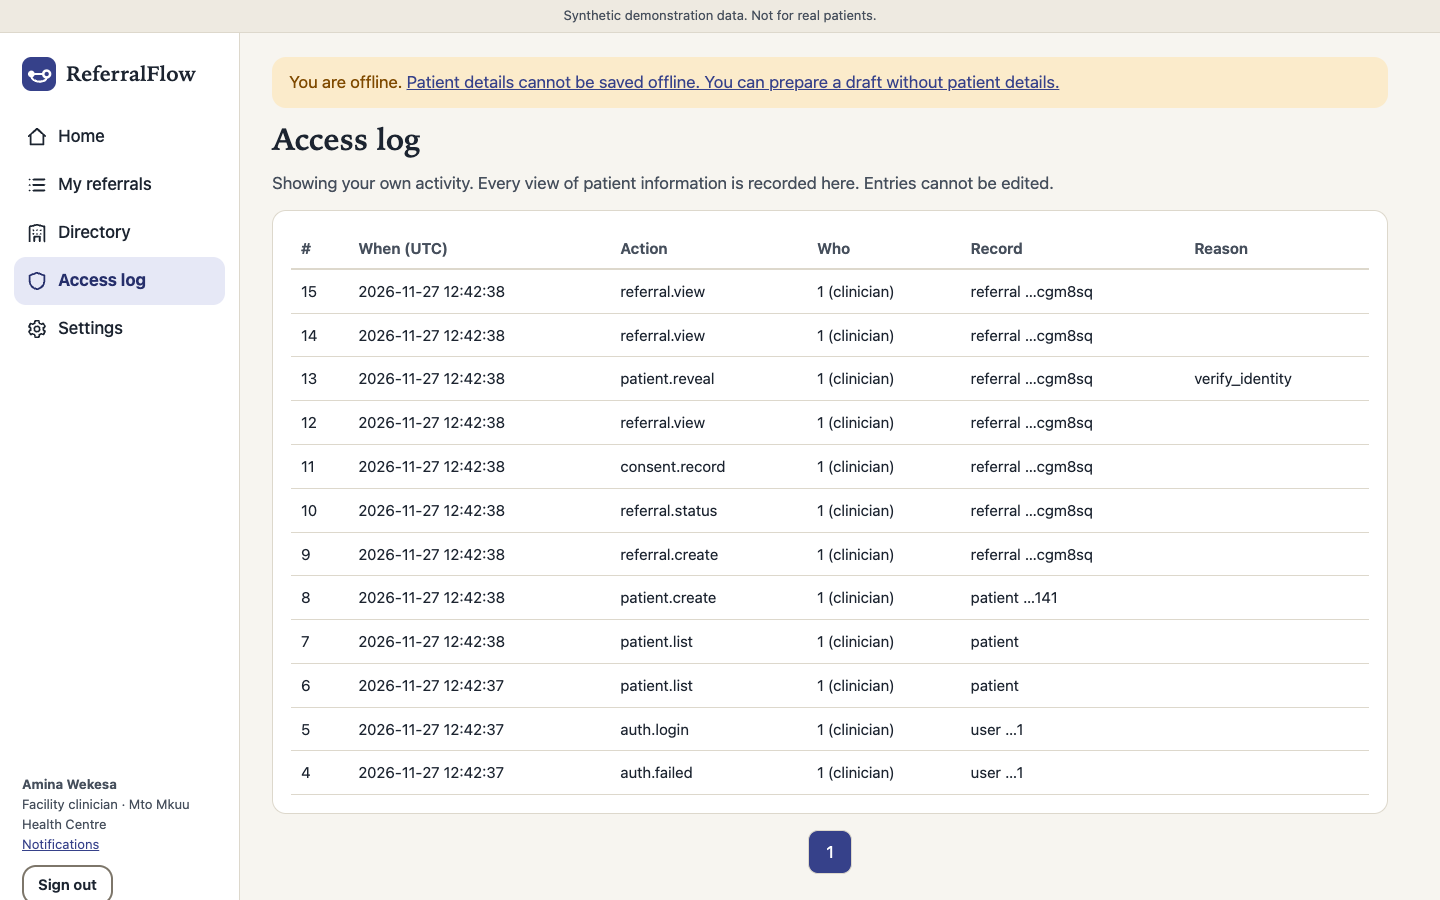 Synthetic demonstration data. Not for real patients.
ReferralFlow
Home
My referrals
Directory
Access log
Settings
Amina Wekesa
Facility clinician · Mto Mkuu
Health Centre
Notifications
Sign out
You are offline. Patient details cannot be saved offline. You can prepare a draft without patient details.
Access log
Showing your own activity. Every view of patient information is recorded here. Entries cannot be edited.
# When (UTC) Action Who Record Reason
15 2026-11-27 12:42:38 referral.view 1 (clinician) referral …cgm8sq
14 2026-11-27 12:42:38 referral.view 1 (clinician) referral …cgm8sq
13 2026-11-27 12:42:38 patient.reveal 1 (clinician) referral …cgm8sq verify_identity
12 2026-11-27 12:42:38 referral.view 1 (clinician) referral …cgm8sq
11 2026-11-27 12:42:38 consent.record 1 (clinician) referral …cgm8sq
10 2026-11-27 12:42:38 referral.status 1 (clinician) referral …cgm8sq
9 2026-11-27 12:42:38 referral.create 1 (clinician) referral …cgm8sq
8 2026-11-27 12:42:38 patient.create 1 (clinician) patient …141
7 2026-11-27 12:42:38 patient.list 1 (clinician) patient
6 2026-11-27 12:42:37 patient.list 1 (clinician) patient
5 2026-11-27 12:42:37 auth.login 1 (clinician) user …1
4 2026-11-27 12:42:37 auth.failed 1 (clinician) user …1
1